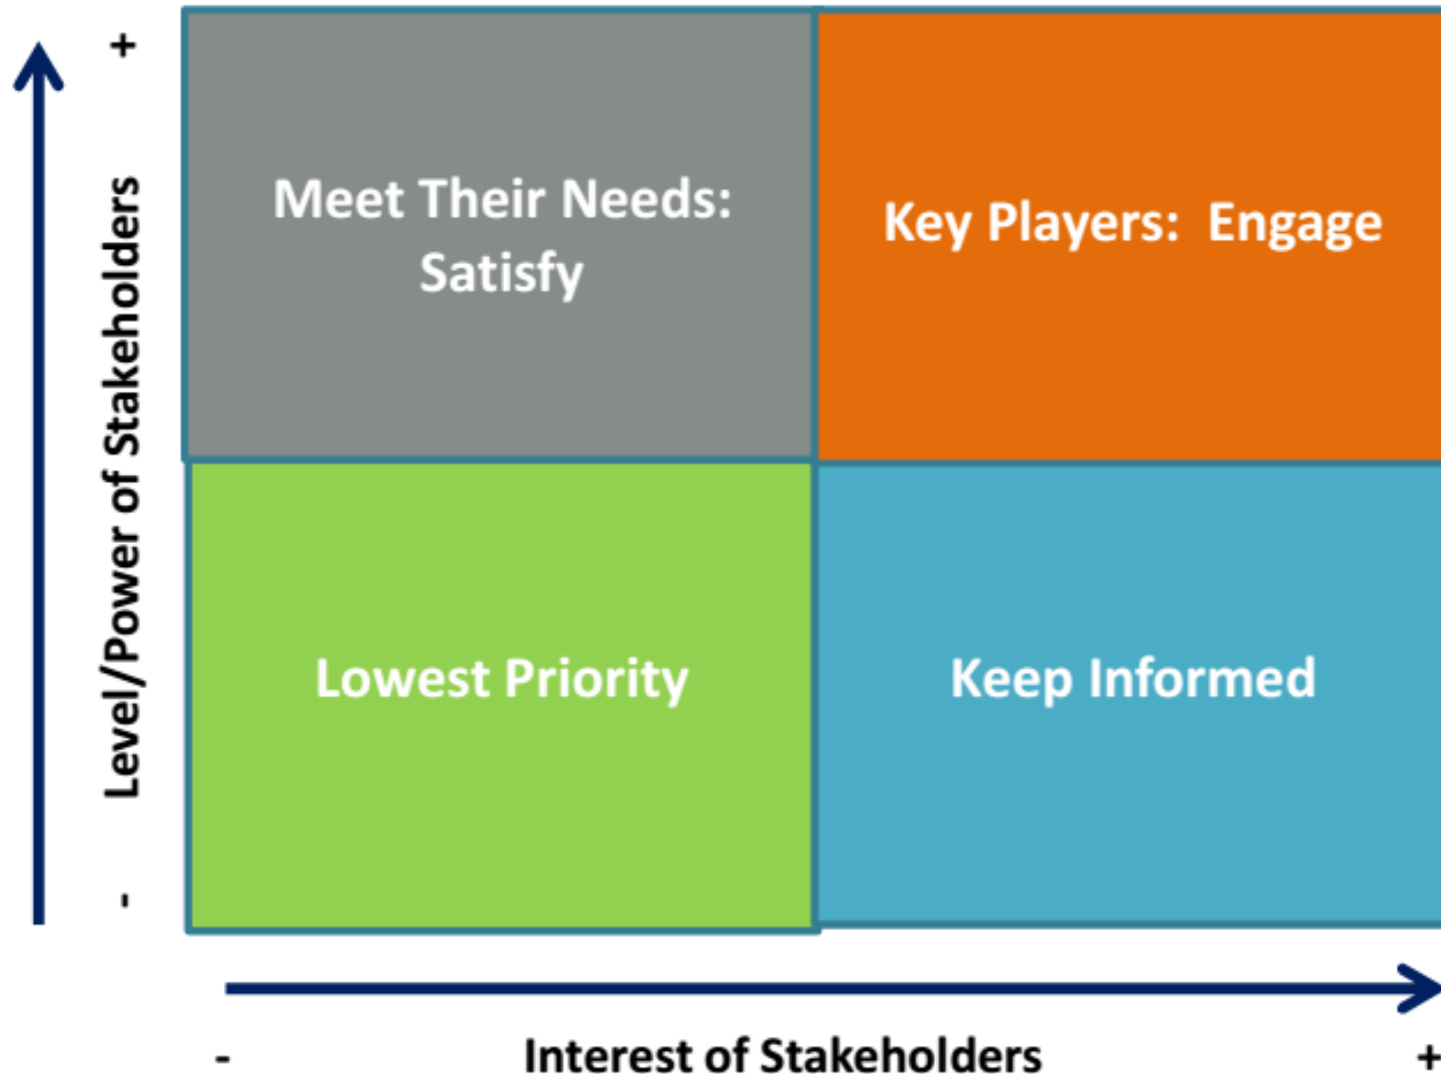 +
Level/Power of Stakeholders
-
Meet Their Needs:
Satisfy
Key Players:  Engage
Lowest Priority
Keep Informed
-
Interest of Stakeholders
+